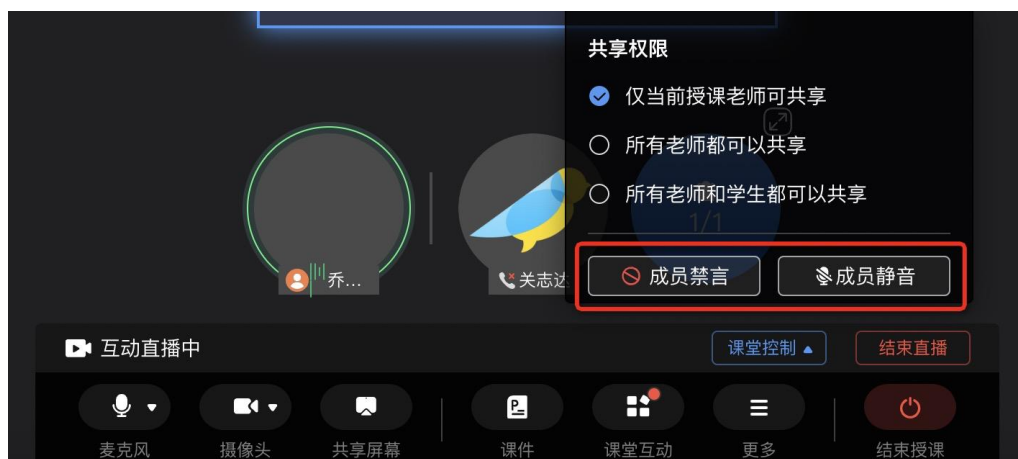 共享权限
仅当前授课老师可共享
所有老师都可以共享
所有老师和学生都可以共享
1/1
成员禁言
成员静音
乔...
关志达
互动直播中
课堂控制
结束直播
麦克风
摄像头
共享屏幕
课件
课堂互动
更多
结束授课